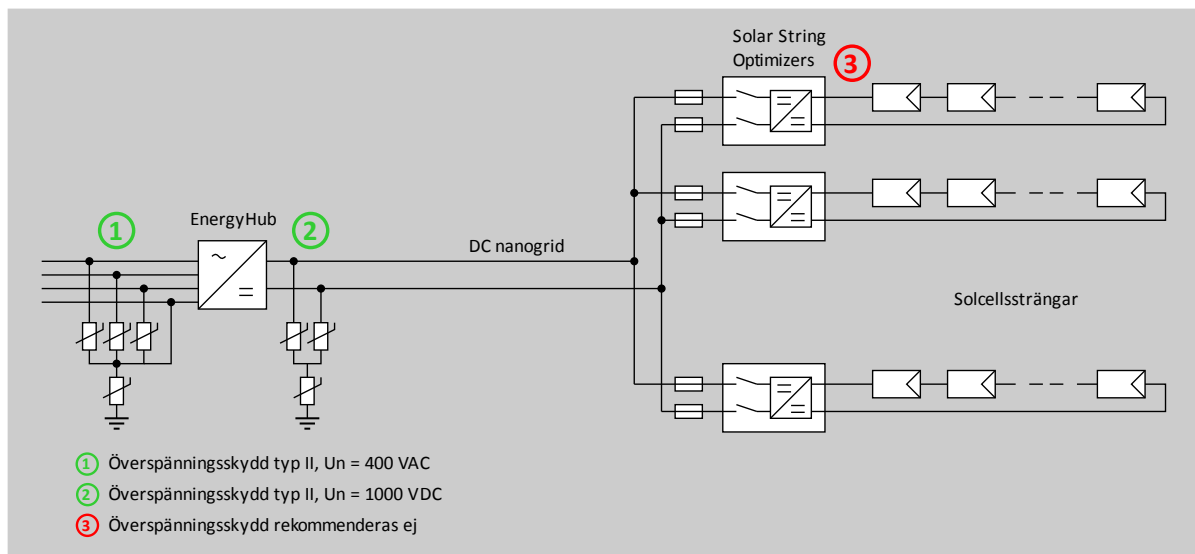 Solar String
Optimizers
3
1
EnergyHub
2
DC nanogrid
Solcellssträngar
1 Överspänningsskydd typ II, Un = 400 VAC
2 Överspänningsskydd typ II, Un = 1000 VDC
3 Överspänningsskydd rekommenderas ej